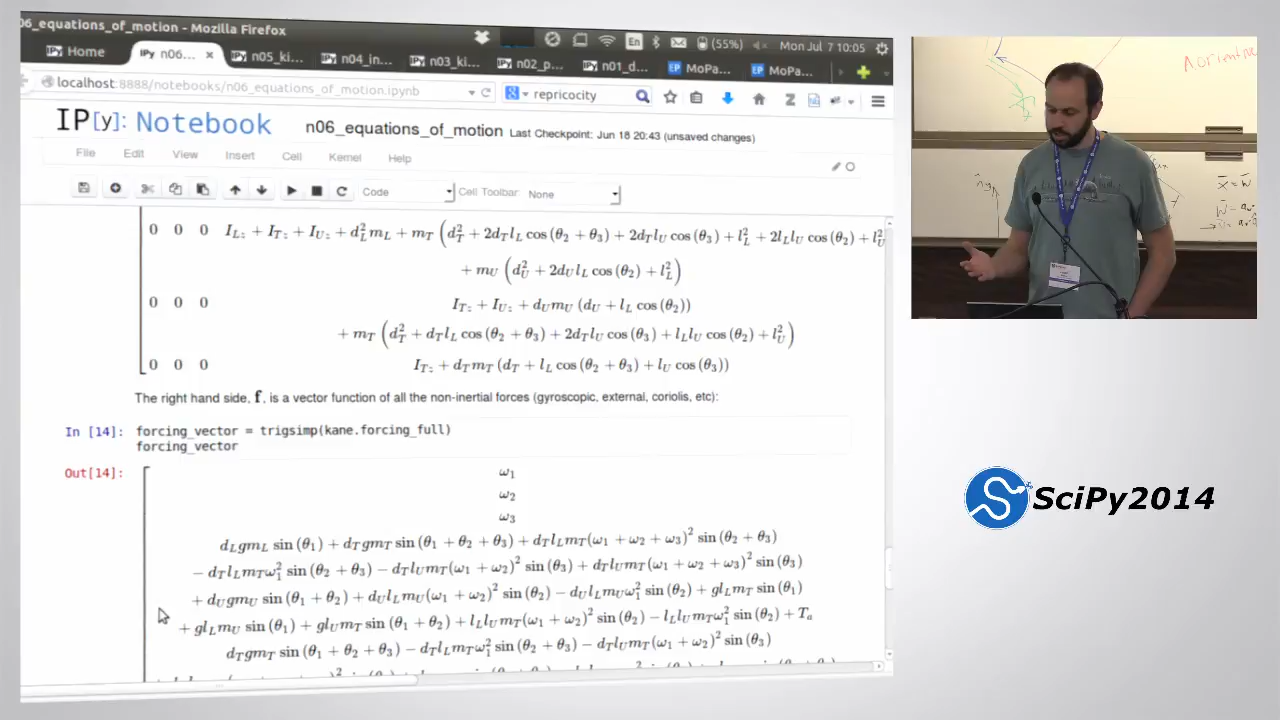 06_equations_of_motion - Mozilla Firefox
En (55%) Mon Jul 7 10:05
IPy Home
IPy n06... ×
n05_ki...
n04_in...
n03_ki...
n02_p...
n01_d...
MoPa...
MoPa...
localhost:8888/notebooks/n06_equations_of_motion.ipynb
repricocity
IP[y]: Notebook
n06_equations_of_motion Last Checkpoint: Jun 18 20:43 (unsaved changes)
File Edit View Insert Cell Kernel Help
Code Cell Toolbar: None
0 0 0 I_{Lz} + I_{Tz} + I_{Uz} + d_L^2 m_L + m_T (d_T^2 + 2d_T l_L cos (θ_2 + θ_3) + 2d_T l_U cos (θ_3) + l_L^2 + 2l_L l_U cos (θ_2) + l_U^2
+ m_U (d_U^2 + 2d_U l_L cos (θ_2) + l_L^2)
0 0 0 I_{Tz} + I_{Uz} + d_U m_U (d_U + l_L cos (θ_2))
+ m_T (d_T^2 + d_T l_L cos (θ_2 + θ_3) + 2d_T l_U cos (θ_3) + l_L l_U cos (θ_2) + l_U^2)
0 0 0 I_{Tz} + d_T m_T (d_T + l_L cos (θ_2 + θ_3) + l_U cos (θ_3))
The right hand side, f, is a vector function of all the non-inertial forces (gyroscopic, external, coriolis, etc):
In [14]: forcing_vector = trigsimp(kane.forcing_full)
forcing_vector
Out[14]:
ω_1
ω_2
ω_3
d_L g m_L sin (θ_1) + d_T g m_T sin (θ_1 + θ_2 + θ_3) + d_T l_L m_T (ω_1 + ω_2 + ω_3)^2 sin (θ_2 + θ_3)
− d_T l_L m_T ω_1^2 sin (θ_2 + θ_3) − d_T l_U m_T (ω_1 + ω_2)^2 sin (θ_3) + d_T l_U m_T (ω_1 + ω_2 + ω_3)^2 sin (θ_3)
+ d_U g m_U sin (θ_1 + θ_2) + d_U l_L m_U (ω_1 + ω_2)^2 sin (θ_2) − d_U l_L m_U ω_1^2 sin (θ_2) + g l_L m_T sin (θ_1)
+ g l_L m_U sin (θ_1) + g l_U m_T sin (θ_1 + θ_2) + l_L l_U m_T (ω_1 + ω_2)^2 sin (θ_2) − l_L l_U m_T ω_1^2 sin (θ_2) + T_a
d_T g m_T sin (θ_1 + θ_2 + θ_3) − d_T l_L m_T ω_1^2 sin (θ_2 + θ_3) − d_T l_U m_T (ω_1 + ω_2)^2 sin (θ_3)
SciPy2014